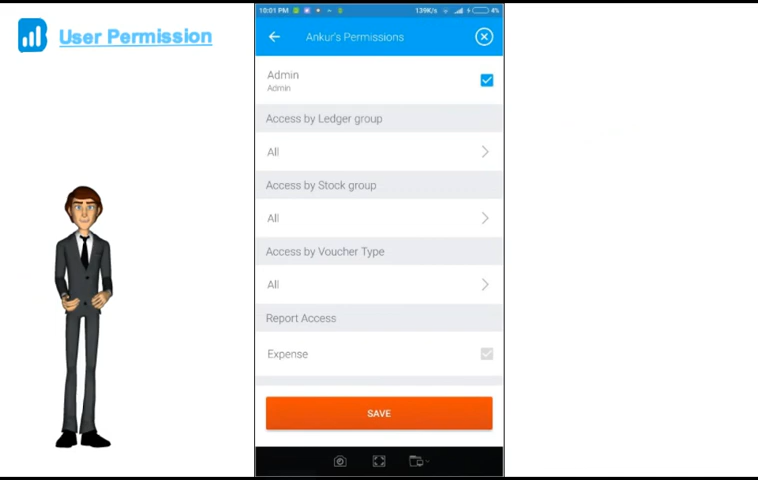 User Permission
10:01 PM
139K/s
4%
Ankur's Permissions
Admin
Admin
Access by Ledger group
All
Access by Stock group
All
Access by Voucher Type
All
Report Access
Expense
SAVE